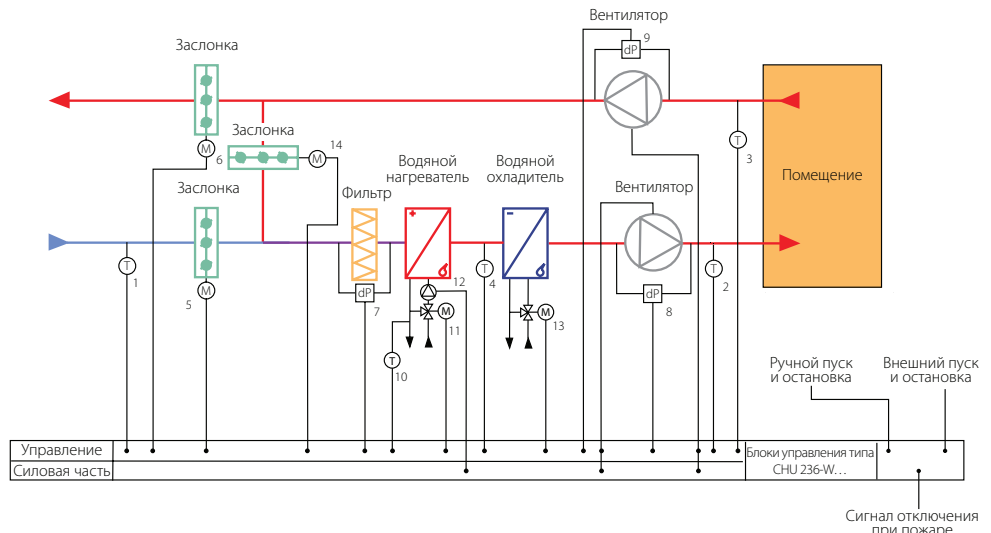 Вентилятор
9
dP
Заслонка
M
6
Заслонка
14
M
T
3
Помещение
Заслонка
Фильтр
Водяной
нагреватель
Водяной
охладитель
Вентилятор
T
1
M
5
dP
7
12
M
11
T
10
T
4
M
13
dP
8
T
2
Ручной пуск
и остановка
Внешний пуск
и остановка
Управление
Силовая часть
Блоки управления типа
CHU 236-W...
Сигнал отключения
при пожаре